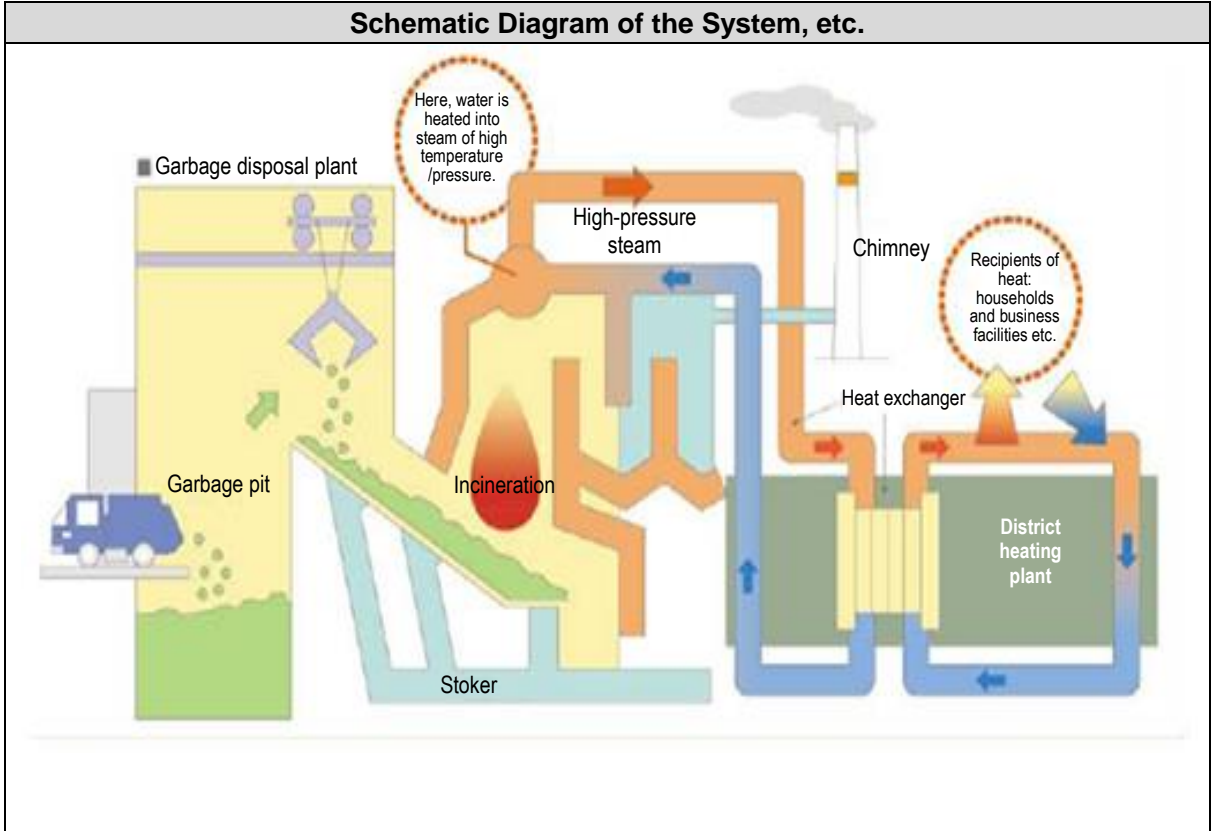 Schematic Diagram of the System, etc.
Here, water is
heated into
steam of high
temperature
/pressure.
Garbage disposal plant
High-pressure
steam
Chimney
Recipients of
heat:
households
and business
facilities etc.
Heat exchanger
Garbage pit
Incineration
District
heating
plant
Stoker